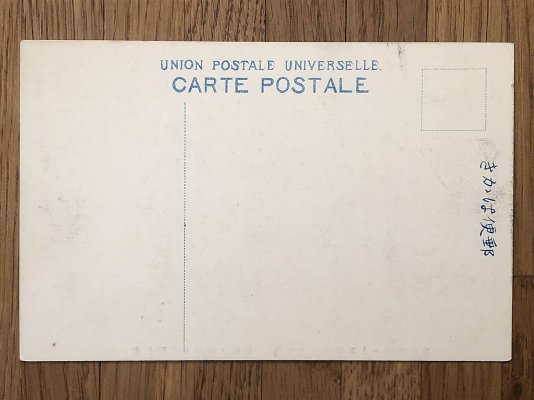 UNION POSTALE UNIVERSELLE.
CARTE POSTALE
きかは便郵